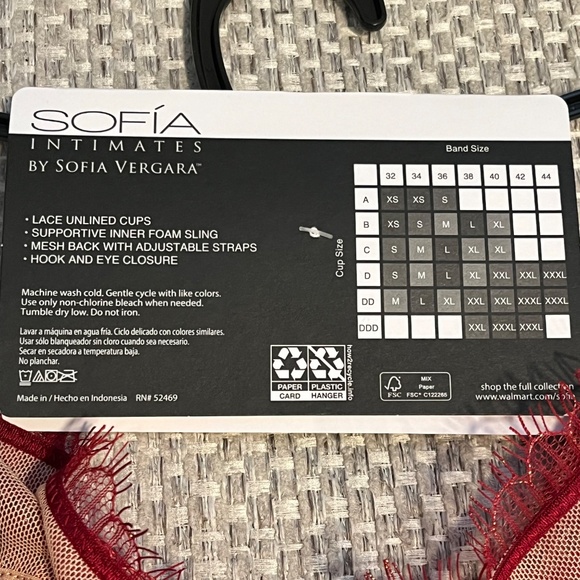 SOFÍA
INTIMATES
BY SOFIA VERGARA™
• LACE UNLINED CUPS
• SUPPORTIVE INNER FOAM SLING
• MESH BACK WITH ADJUSTABLE STRAPS
• HOOK AND EYE CLOSURE
Machine wash cold. Gentle cycle with like colors.
Use only non-chlorine bleach when needed.
Tumble dry low. Do not iron.
Lavar a máquina en agua fría. Ciclo delicado con colores similares.
Usar sólo blanqueador sin cloro cuando sea necesario.
Secar en secadora a temperatura baja.
No planchar.
Made in / Hecho en Indonesia RN# 52469
Band Size
Cup Size
32 34 36 38 40 42 44
A XS XS S
B XS S M L XL
C S M L XL XL
D S M L XL XXL XXL XXXL
DD M L XL XXL XXL XXXL XXXL
DDD XXL XXXL XXXL
PAPER PLASTIC
CARD HANGER
how2recycle.info
FSC
MIX
Paper
FSC® C122265
shop the full collection
www.walmart.com/sofia